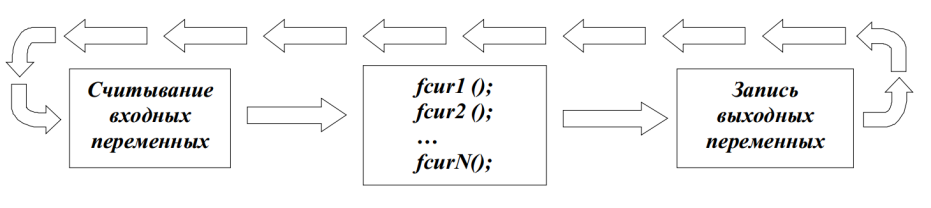 Считывание
входных
переменных
fcur1 ();
fcur2 ();
…
fcurN();
Запись
выходных
переменных